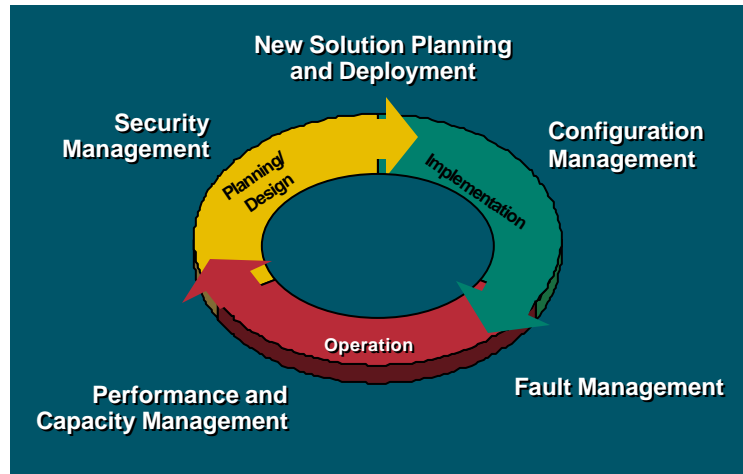 New Solution Planning
and Deployment
Security
Management
Configuration
Management
Planning/
Design
Implementation
Operation
Performance and
Capacity Management
Fault Management